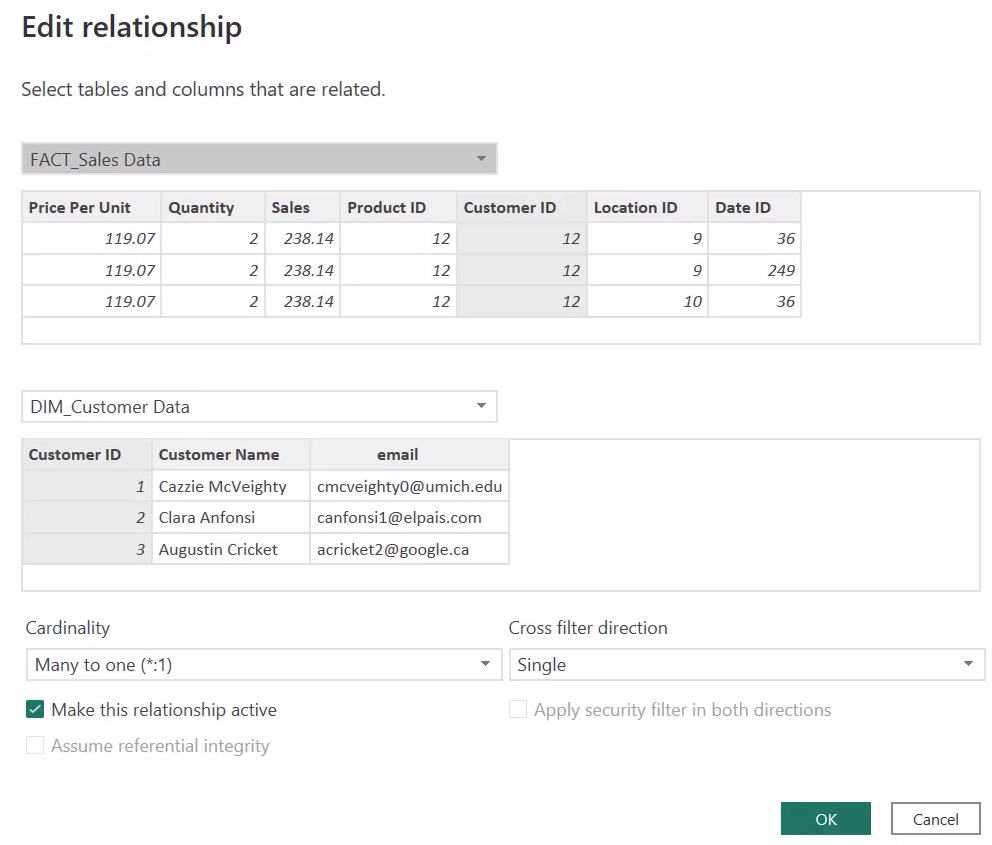 Edit relationship
Select tables and columns that are related.
FACT_Sales Data
Price Per Unit Quantity Sales Product ID Customer ID Location ID Date ID
119.07 2 238.14 12 12 9 36
119.07 2 238.14 12 12 9 249
119.07 2 238.14 12 12 10 36
DIM_Customer Data
Customer ID Customer Name email
1 Cazzie McVeighty cmcveighty0@umich.edu
2 Clara Anfonsi canfonsi1@elpais.com
3 Augustin Cricket acricket2@google.ca
Cardinality Cross filter direction
Many to one (*:1) Single
Make this relationship active Apply security filter in both directions
Assume referential integrity
OK Cancel